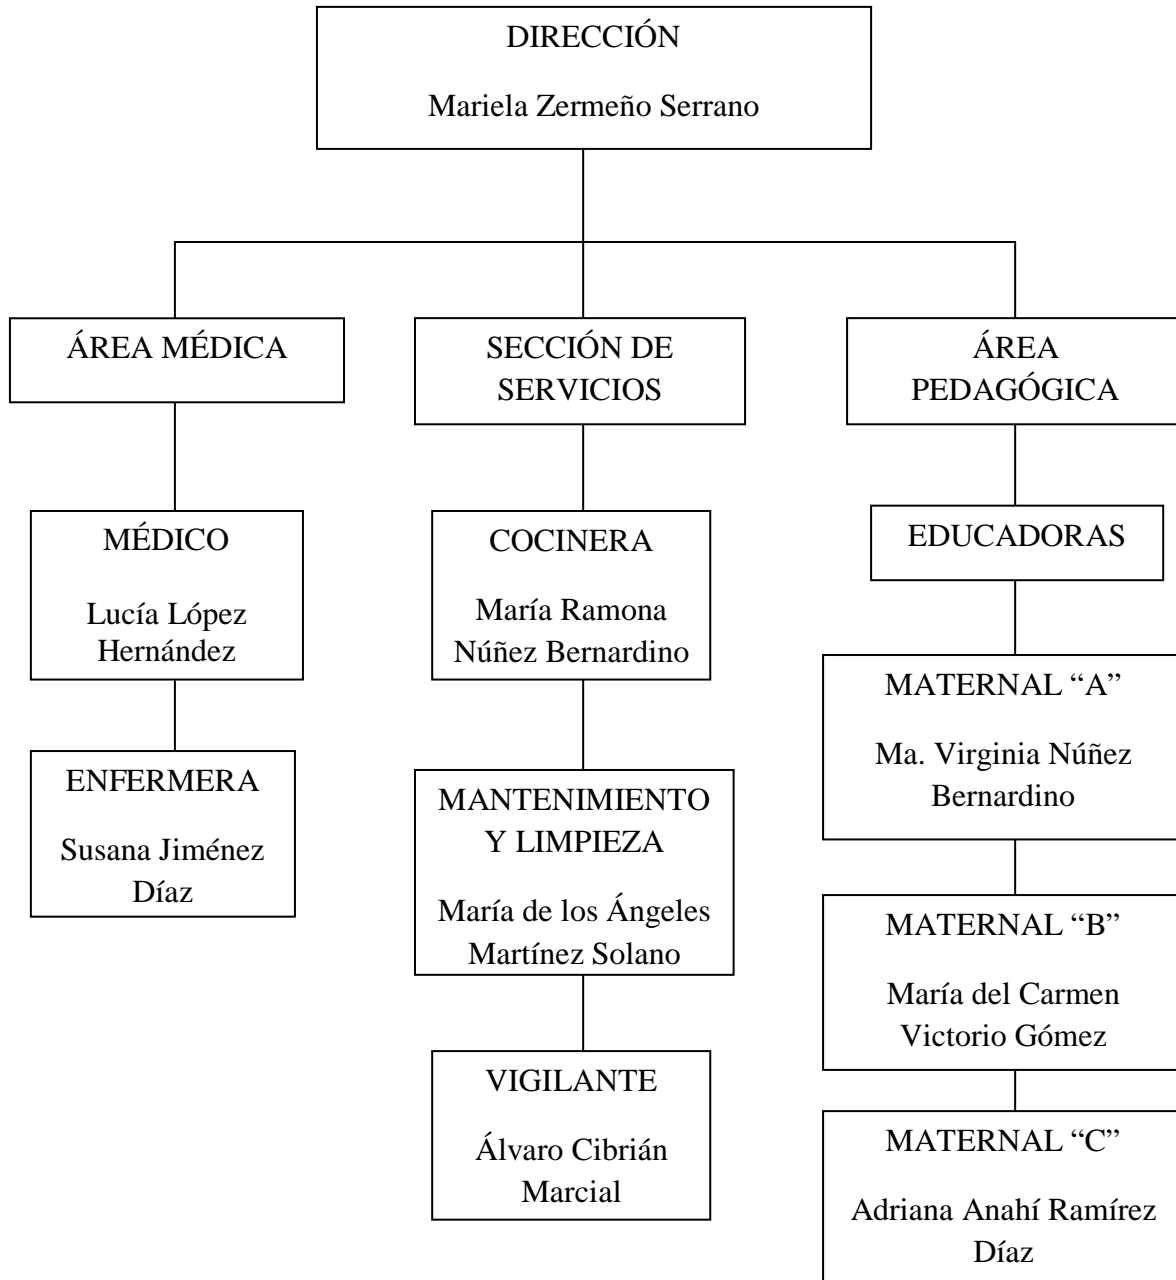 DIRECCIÓN
Mariela Zermeño Serrano
ÁREA MÉDICA
SECCIÓN DE
SERVICIOS
ÁREA
PEDAGÓGICA
MÉDICO
Lucía López
Hernández
COCINERA
María Ramona
Núñez Bernardino
EDUCADORAS
MATERNAL “A”
Ma. Virginia Núñez
Bernardino
ENFERMERA
Susana Jiménez
Díaz
MANTENIMIENTO
Y LIMPIEZA
María de los Ángeles
Martínez Solano
MATERNAL “B”
María del Carmen
Victorio Gómez
VIGILANTE
Álvaro Cibrián
Marcial
MATERNAL “C”
Adriana Anahí Ramírez
Díaz